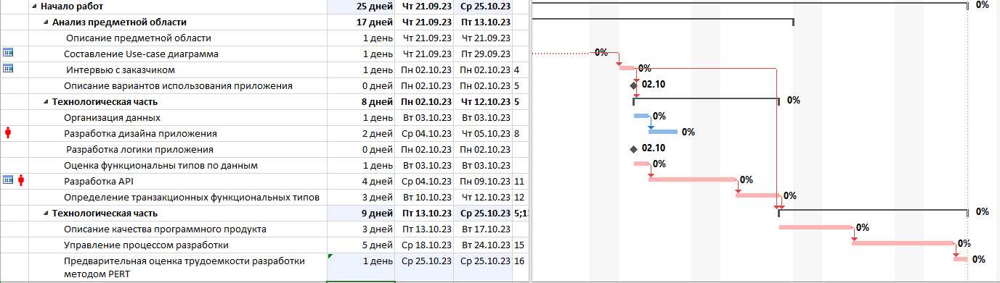 Начало работ 25 дней Чт 21.09.23 Ср 25.10.23 0%
Анализ предметной области 17 дней Чт 21.09.23 Пт 13.10.23
Описание предметной области 1 день Чт 21.09.23 Чт 21.09.23
Составление Use-case диаграмма 1 день Чт 21.09.23 Пт 29.09.23 0%
Интервью с заказчиком 1 день Пн 02.10.23 Пн 02.10.23 4 0%
Описание вариантов использования приложения 0 дней Пн 02.10.23 Пн 02.10.23 5 02.10
Технологическая часть 8 дней Пн 02.10.23 Чт 12.10.23 5 0%
Организация данных 1 день Вт 03.10.23 Вт 03.10.23 0%
Разработка дизайна приложения 2 дней Ср 04.10.23 Чт 05.10.23 8 0%
Разработка логики приложения 0 дней Пн 02.10.23 Пн 02.10.23 02.10
Оценка функциональны типов по данным 1 день Вт 03.10.23 Вт 03.10.23 0%
Разработка API 4 дней Ср 04.10.23 Пн 09.10.23 11 0%
Определение транзакционных функциональных типов 3 дней Вт 10.10.23 Чт 12.10.23 12 0%
Технологическая часть 9 дней Пт 13.10.23 Ср 25.10.23 5;1 0%
Описание качества программного продукта 3 дней Пт 13.10.23 Вт 17.10.23 0%
Управление процессом разработки 5 дней Ср 18.10.23 Вт 24.10.23 15 0%
Предварительная оценка трудоемкости разработки 1 день Ср 25.10.23 Ср 25.10.23 16 0%
методом PERT